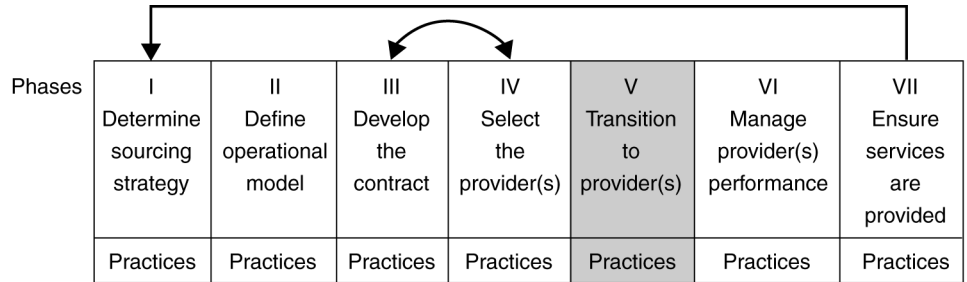 Phases
I
Determine
sourcing
strategy
II
Define
operational
model
III
Develop
the
contract
IV
Select
the
provider(s)
V
Transition
to
provider(s)
VI
Manage
provider(s)
performance
VII
Ensure
services
are
provided
Practices
Practices
Practices
Practices
Practices
Practices
Practices